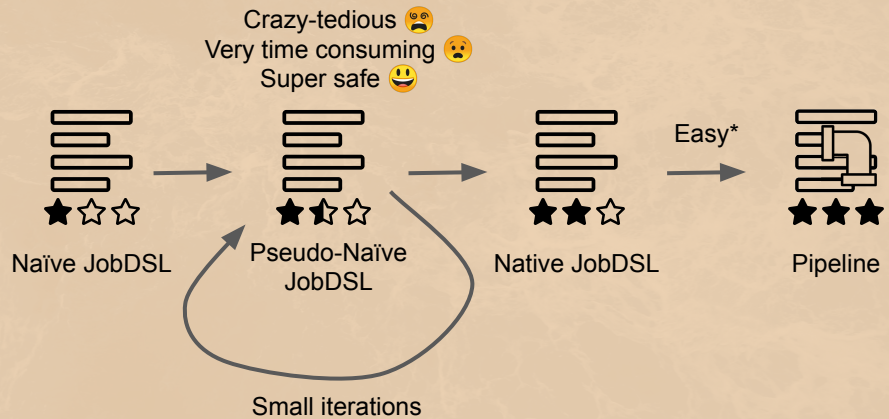 Crazy-tedious 😵
Very time consuming 😧
Super safe 😃
Easy*
Naïve JobDSL
Pseudo-Naïve
JobDSL
Native JobDSL
Pipeline
Small iterations